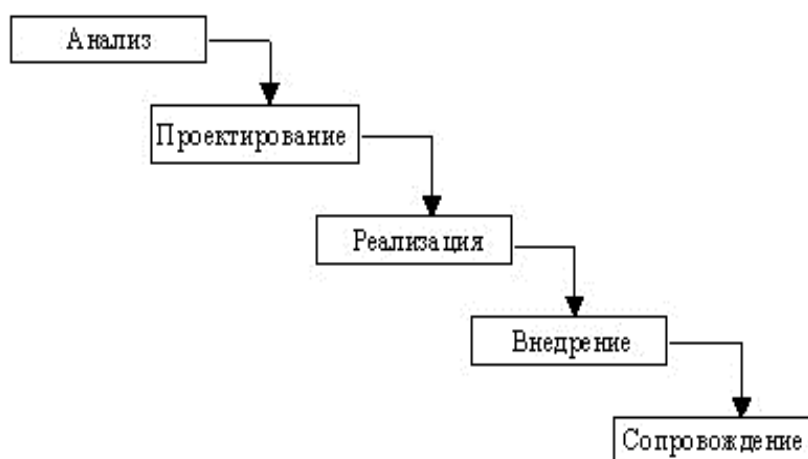 Анализ
Проектирование
Реализация
Внедрение
Сопровождение